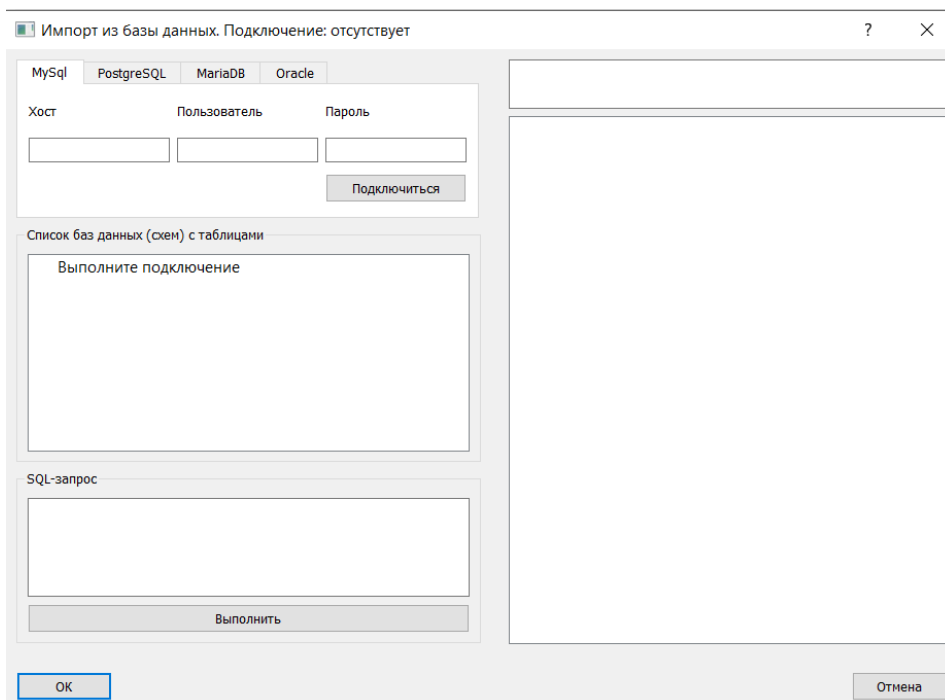 Импорт из базы данных. Подключение: отсутствует ?
MySql PostgreSQL MariaDB Oracle
Хост Пользователь Пароль
Подключиться
Список баз данных (схем) с таблицами
Выполните подключение
SQL-запрос
Выполнить
ОК Отмена